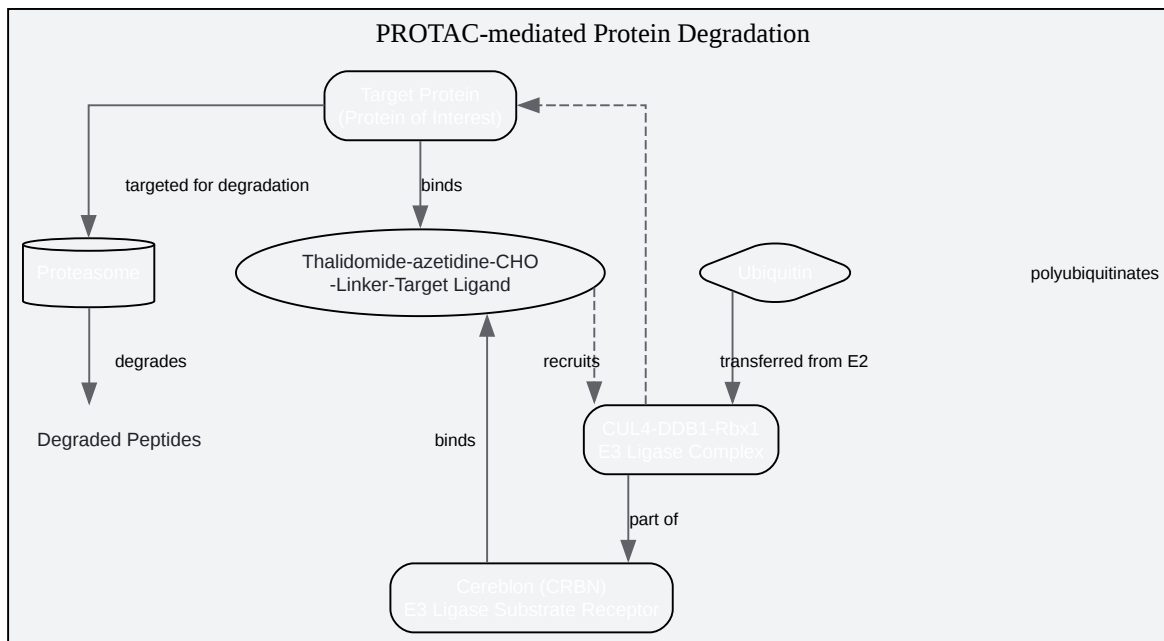 PROTAC-mediated Protein Degradation
Target Protein
(Protein of Interest)
targeted for degradation
binds
Proteasome
Thalidomide-azetidine-CHO
-Linker-Target Ligand
Ubiquitin
polyubiquitinates
degrades
recruits
transferred from E2
Degraded Peptides
binds
CUL4-DDB1-Rbx1
E3 Ligase Complex
part of
Cereblon (CRBN)
E3 Ligase Substrate Receptor